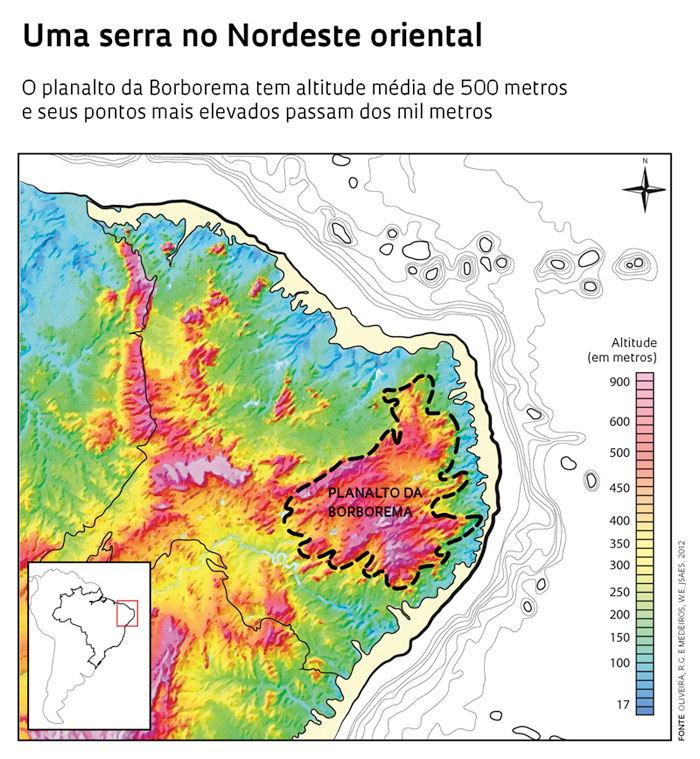 Uma serra no Nordeste oriental
O planalto da Borborema tem altitude média de 500 metros
e seus pontos mais elevados passam dos mil metros
N
Altitude
(em metros)
900
600
500
450
400
350
300
250
200
150
100
17
PLANALTO DA
BORBOREMA
FONTE OLIVEIRA, R.G. E MEDEIROS, W.E. JSAES. 2012